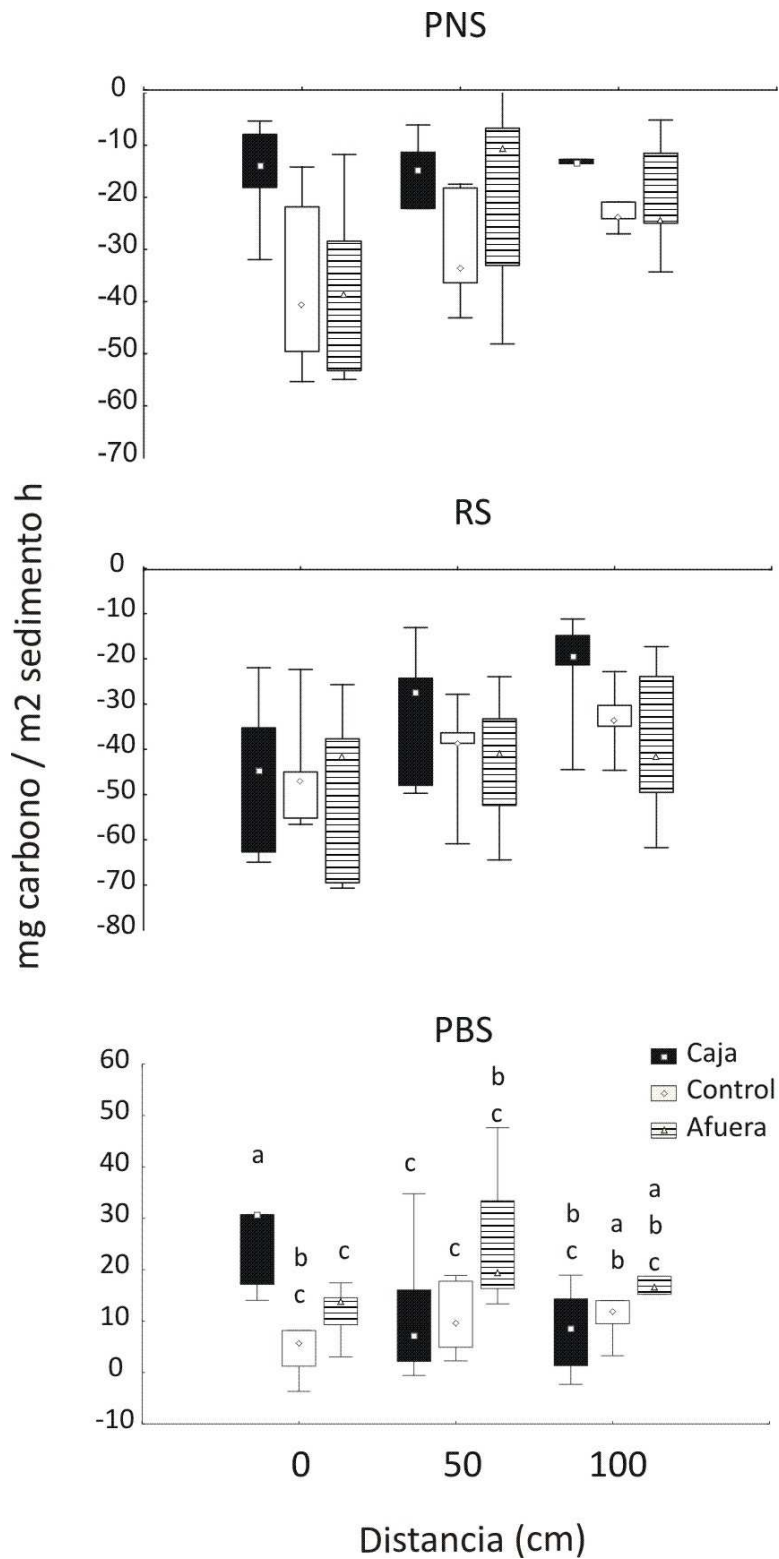 PNS
0
-10
-20
-30
-40
-50
-60
-70
RS
0
-10
-20
-30
-40
-50
-60
-70
-80
mg carbono / m2 sedimento h
PBS
60
50
40
30
20
10
0
-10
Caja
Control
Afuera
a
b
c
c
c
c
b
c
b
c
a
b
a
b
c
0 50 100
Distancia (cm)